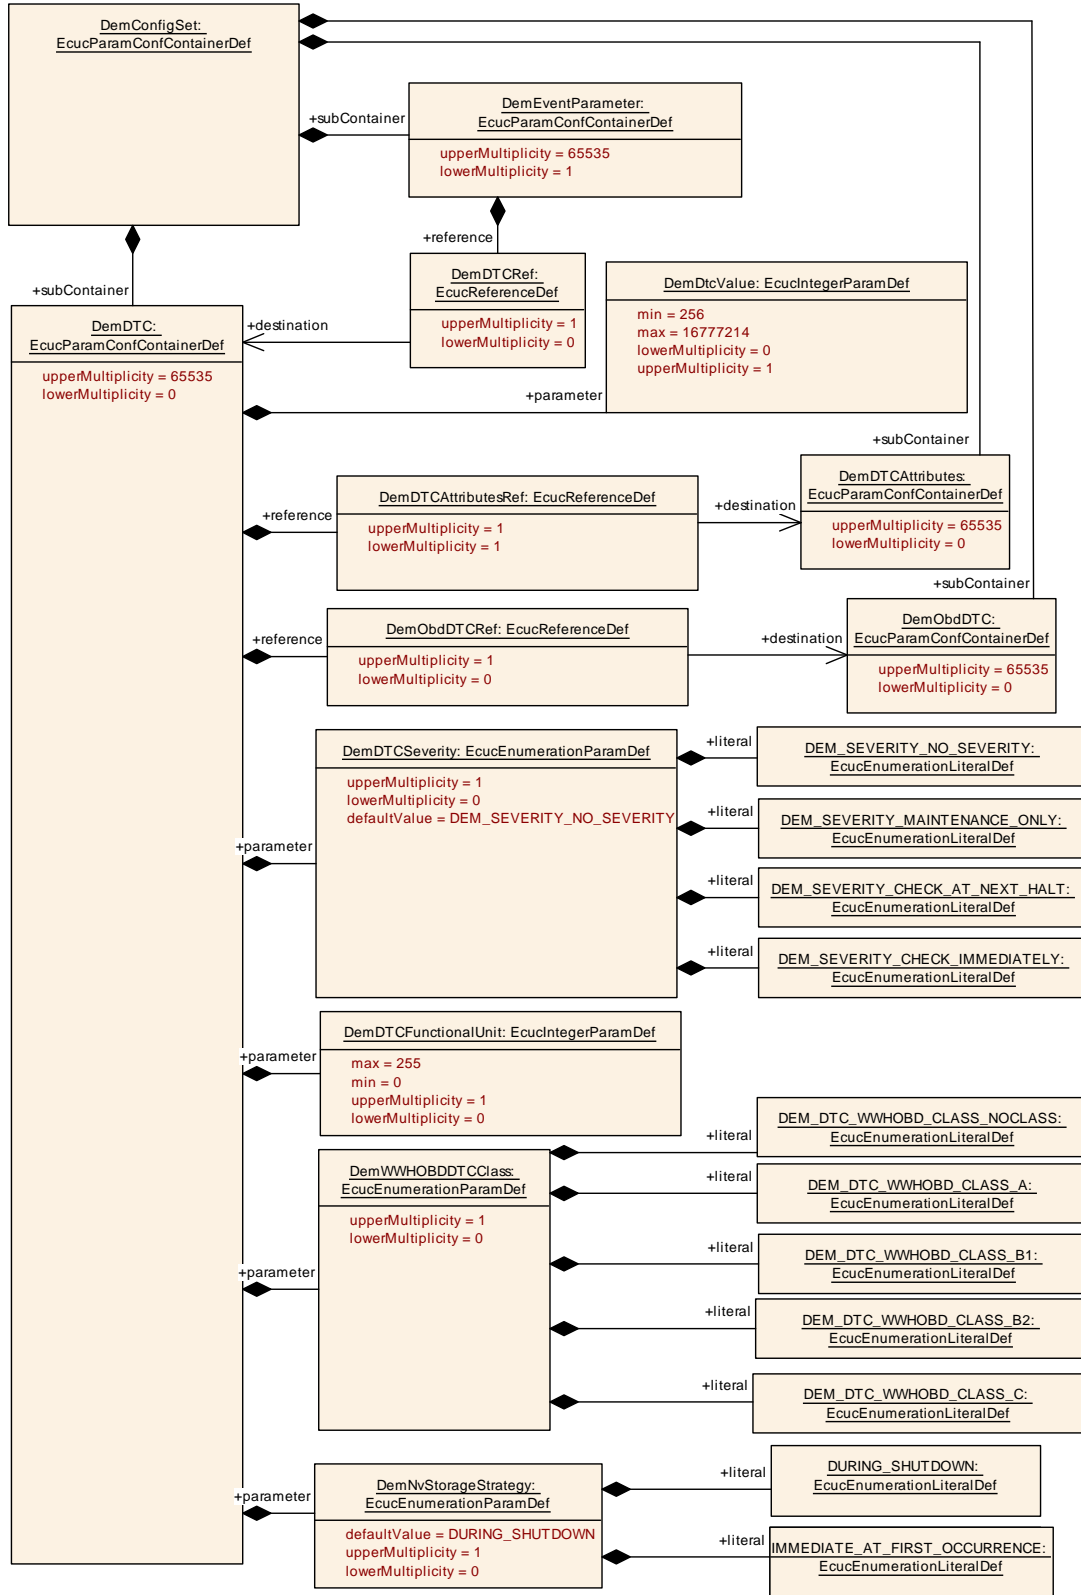 DemConfigSet:
EcucParamConfContainerDef
+subContainer
DemEventParameter:
EcucParamConfContainerDef
upperMultiplicity = 65535
lowerMultiplicity = 1
+reference
DemDTCRef:
EcucReferenceDef
upperMultiplicity = 1
lowerMultiplicity = 0
+subContainer
+destination
DemDTC:
EcucParamConfContainerDef
upperMultiplicity = 65535
lowerMultiplicity = 0
DemDtcValue: EcucIntegerParamDef
min = 256
max = 16777214
lowerMultiplicity = 0
upperMultiplicity = 1
+parameter
+subContainer
DemDTCAttributes:
EcucParamConfContainerDef
upperMultiplicity = 65535
lowerMultiplicity = 0
+reference
DemDTCAttributesRef: EcucReferenceDef
upperMultiplicity = 1
lowerMultiplicity = 1
+destination
+subContainer
DemObdDTC:
EcucParamConfContainerDef
upperMultiplicity = 65535
lowerMultiplicity = 0
+reference
DemObdDTCRef: EcucReferenceDef
upperMultiplicity = 1
lowerMultiplicity = 0
+destination
+parameter
DemDTCSeverity: EcucEnumerationParamDef
upperMultiplicity = 1
lowerMultiplicity = 0
defaultValue = DEM_SEVERITY_NO_SEVERITY
+literal
DEM_SEVERITY_NO_SEVERITY:
EcucEnumerationLiteralDef
+literal
DEM_SEVERITY_MAINTENANCE_ONLY:
EcucEnumerationLiteralDef
+literal
DEM_SEVERITY_CHECK_AT_NEXT_HALT:
EcucEnumerationLiteralDef
+literal
DEM_SEVERITY_CHECK_IMMEDIATELY:
EcucEnumerationLiteralDef
+parameter
DemDTCFunctionalUnit: EcucIntegerParamDef
max = 255
min = 0
upperMultiplicity = 1
lowerMultiplicity = 0
+parameter
DemWWHOBDDTCClass:
EcucEnumerationParamDef
upperMultiplicity = 1
lowerMultiplicity = 0
+literal
DEM_DTC_WWHOBD_CLASS_NOCLASS:
EcucEnumerationLiteralDef
+literal
DEM_DTC_WWHOBD_CLASS_A:
EcucEnumerationLiteralDef
+literal
DEM_DTC_WWHOBD_CLASS_B1:
EcucEnumerationLiteralDef
+literal
DEM_DTC_WWHOBD_CLASS_B2:
EcucEnumerationLiteralDef
+literal
DEM_DTC_WWHOBD_CLASS_C:
EcucEnumerationLiteralDef
+parameter
DemNvStorageStrategy:
EcucEnumerationParamDef
defaultValue = DURING_SHUTDOWN
upperMultiplicity = 1
lowerMultiplicity = 0
+literal
DURING_SHUTDOWN:
EcucEnumerationLiteralDef
+literal
IMMEDIATE_AT_FIRST_OCCURRENCE:
EcucEnumerationLiteralDef